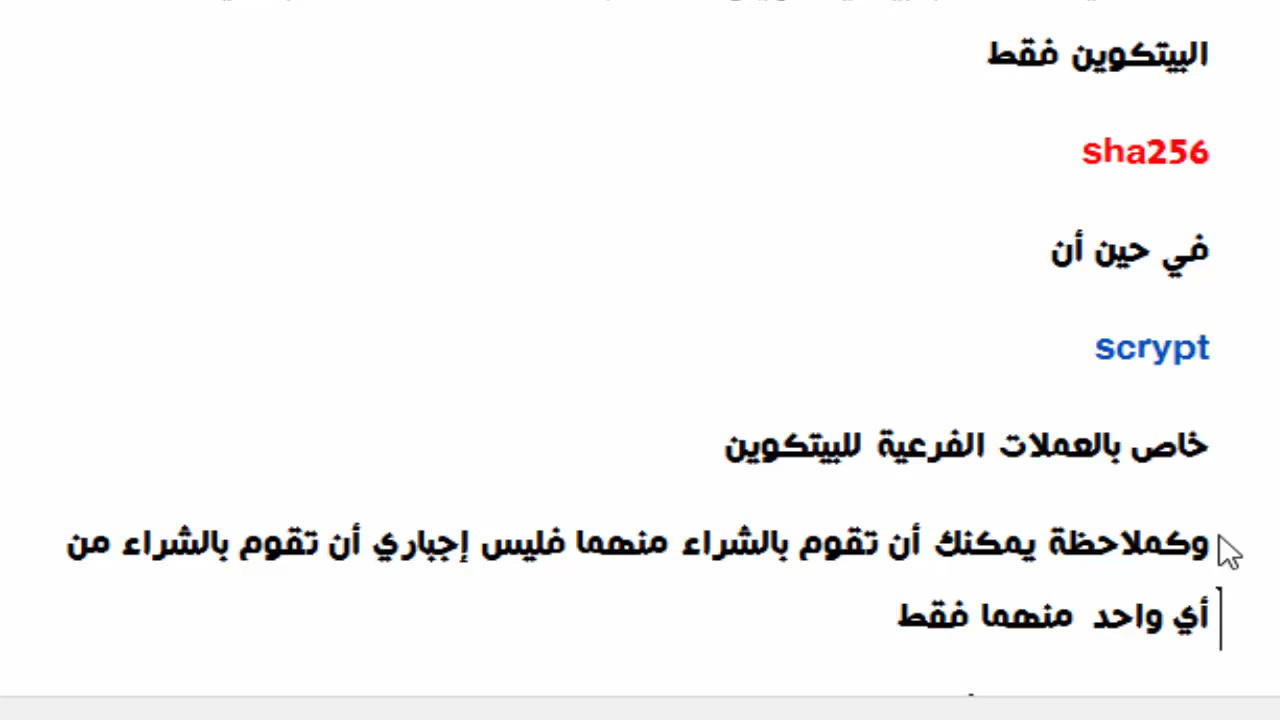 البيتكوين فقط
sha256
في حين أن
scrypt
خاص بالعملات الفرعية للبيتكوين
وكملاحظة يمكنك أن تقوم بالشراء منهما فليس إجباري أن تقوم بالشراء من
أي واحد منهما فقط